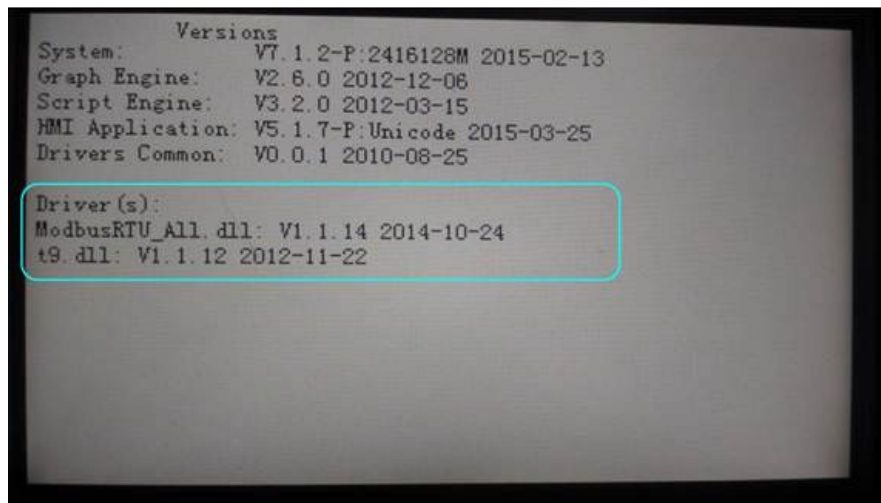 Versions
System: V7.1.2-P:2416128M 2015-02-13
Graph Engine: V2.6.0 2012-12-06
Script Engine: V3.2.0 2012-03-15
HMI Application: V5.1.7-P:Unicode 2015-03-25
Drivers Common: V0.0.1 2010-08-25
Driver(s):
ModbusRTU_All.dll: V1.1.14 2014-10-24
t9.dll: V1.1.12 2012-11-22